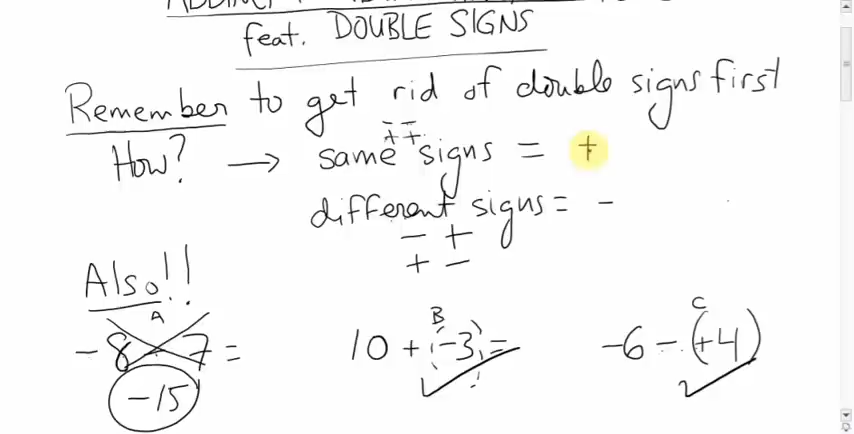 feat. DOUBLE SIGNS
Remember to get rid of double signs first
-- ++
How? → same signs = +
different signs = -
- +
+ -
Also!!
A
B
C
-8 - 7 =
10 + (-3) =
-6 - (+4)
-15